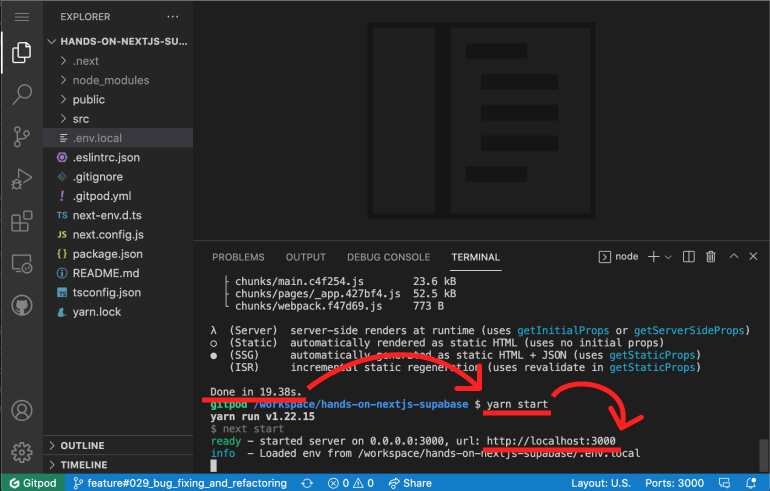 EXPLORER
HANDS-ON-NEXTJS-SU...
.next
node_modules
public
src
.env.local
.eslintrc.json
.gitignore
.gitpod.yml
TS next-env.d.ts
JS next.config.js
{} package.json
README.md
tsconfig.json
yarn.lock
OUTLINE
TIMELINE
PROBLEMS OUTPUT DEBUG CONSOLE TERMINAL
node
├ chunks/main.c4f254.js 23.6 kB
├ chunks/pages/_app.427bf4.js 52.5 kB
└ chunks/webpack.f47d69.js 773 B
λ (Server) server-side renders at runtime (uses getInitialProps or getServerSideProps)
○ (Static) automatically rendered as static HTML (uses no initial props)
● (SSG) automatically generated as static HTML + JSON (uses getStaticProps)
(ISR) incremental static regeneration (uses revalidate in getStaticProps)
Done in 19.38s.
gitpod /workspace/hands-on-nextjs-supabase $ yarn start
yarn run v1.22.15
$ next start
ready - started server on 0.0.0.0:3000, url: http://localhost:3000
info - Loaded env from /workspace/hands-on-nextjs-supabase/.env.local
Gitpod feature#029_bug_fixing_and_refactoring 0 0 Share Layout: U.S. Ports: 3000